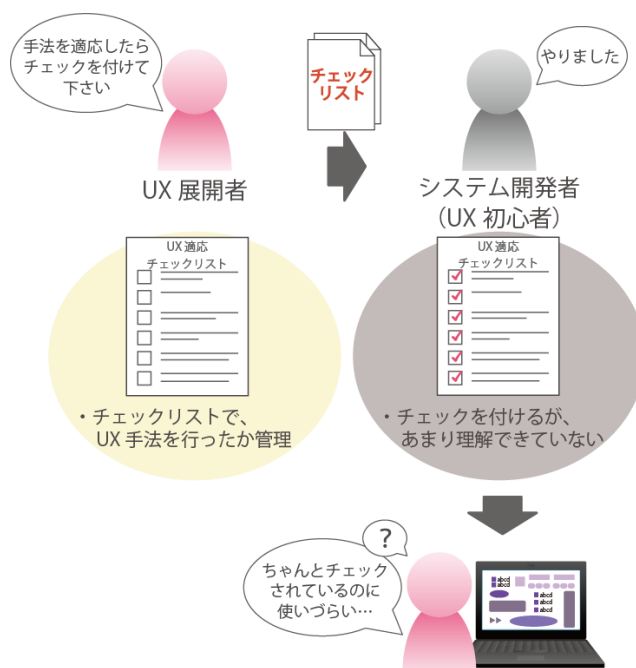 手法を適応したら
チェックを付けて
下さい
チェック
リスト
やりました
UX 展開者
システム開発者
（UX 初心者）
UX 適応
チェックリスト
UX 適応
チェックリスト
・チェックリストで、
UX 手法を行ったか管理
・チェックを付けるが、
あまり理解できていない
?
ちゃんとチェック
されているのに
使いづらい…
abcd
abcd
abcd
abcd
abcd